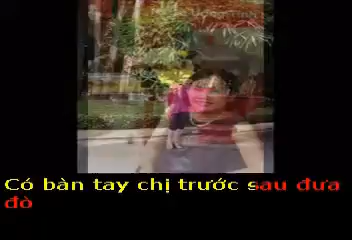 Có bàn tay chị trước sau đưa
đò